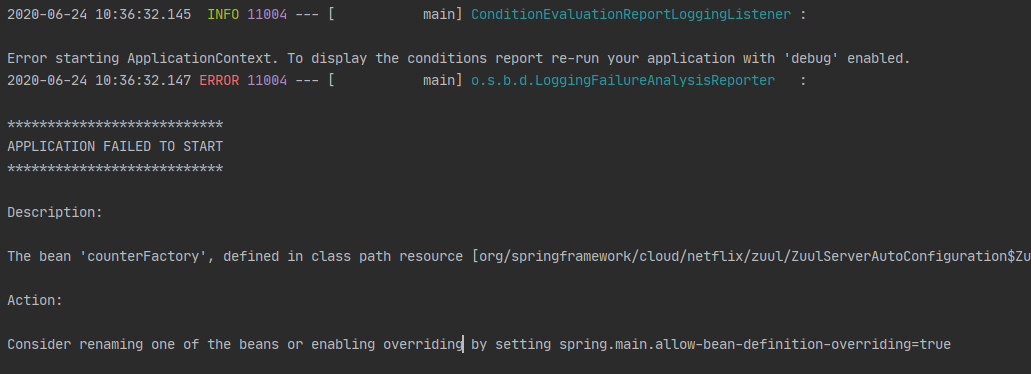 2020-06-24 10:36:32.145  INFO 11004 --- [           main] ConditionEvaluationReportLoggingListener :
Error starting ApplicationContext. To display the conditions report re-run your application with 'debug' enabled.
2020-06-24 10:36:32.147 ERROR 11004 --- [           main] o.s.b.d.LoggingFailureAnalysisReporter   :
***************************
APPLICATION FAILED TO START
***************************
Description:
The bean 'counterFactory', defined in class path resource [org/springframework/cloud/netflix/zuul/ZuulServerAutoConfiguration$Zu
Action:
Consider renaming one of the beans or enabling overriding by setting spring.main.allow-bean-definition-overriding=true